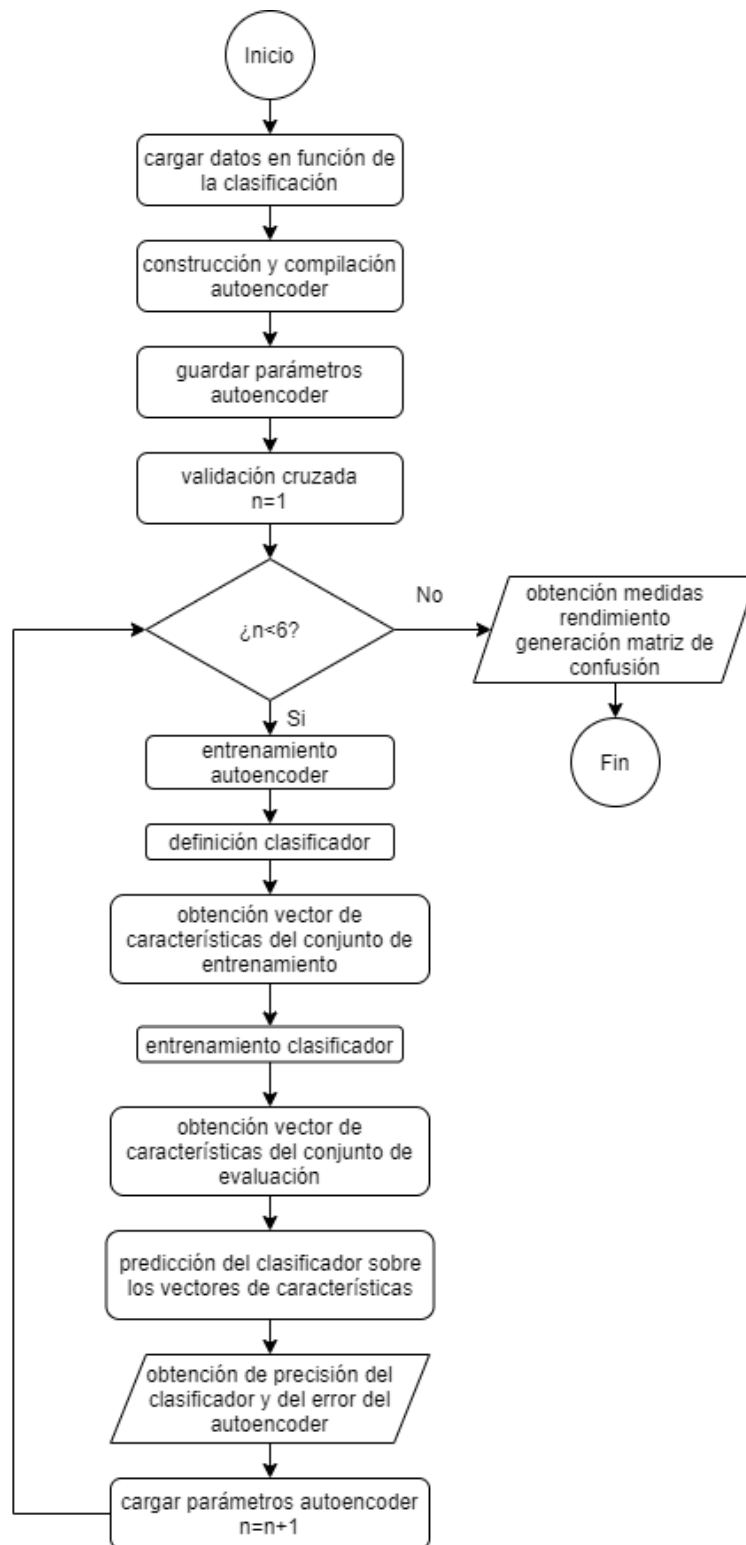 Inicio
cargar datos en función de
la clasificación
construcción y compilación
autoencoder
guardar parámetros
autoencoder
validación cruzada
n=1
¿n<6?
No
obtención medidas
rendimiento
generación matriz de
confusión
Fin
Si
entrenamiento
autoencoder
definición clasificador
obtención vector de
características del conjunto de
entrenamiento
entrenamiento clasificador
obtención vector de
características del conjunto de
evaluación
predicción del clasificador sobre
los vectores de características
obtención de precisión del
clasificador y del error del
autoencoder
cargar parámetros autoencoder
n=n+1